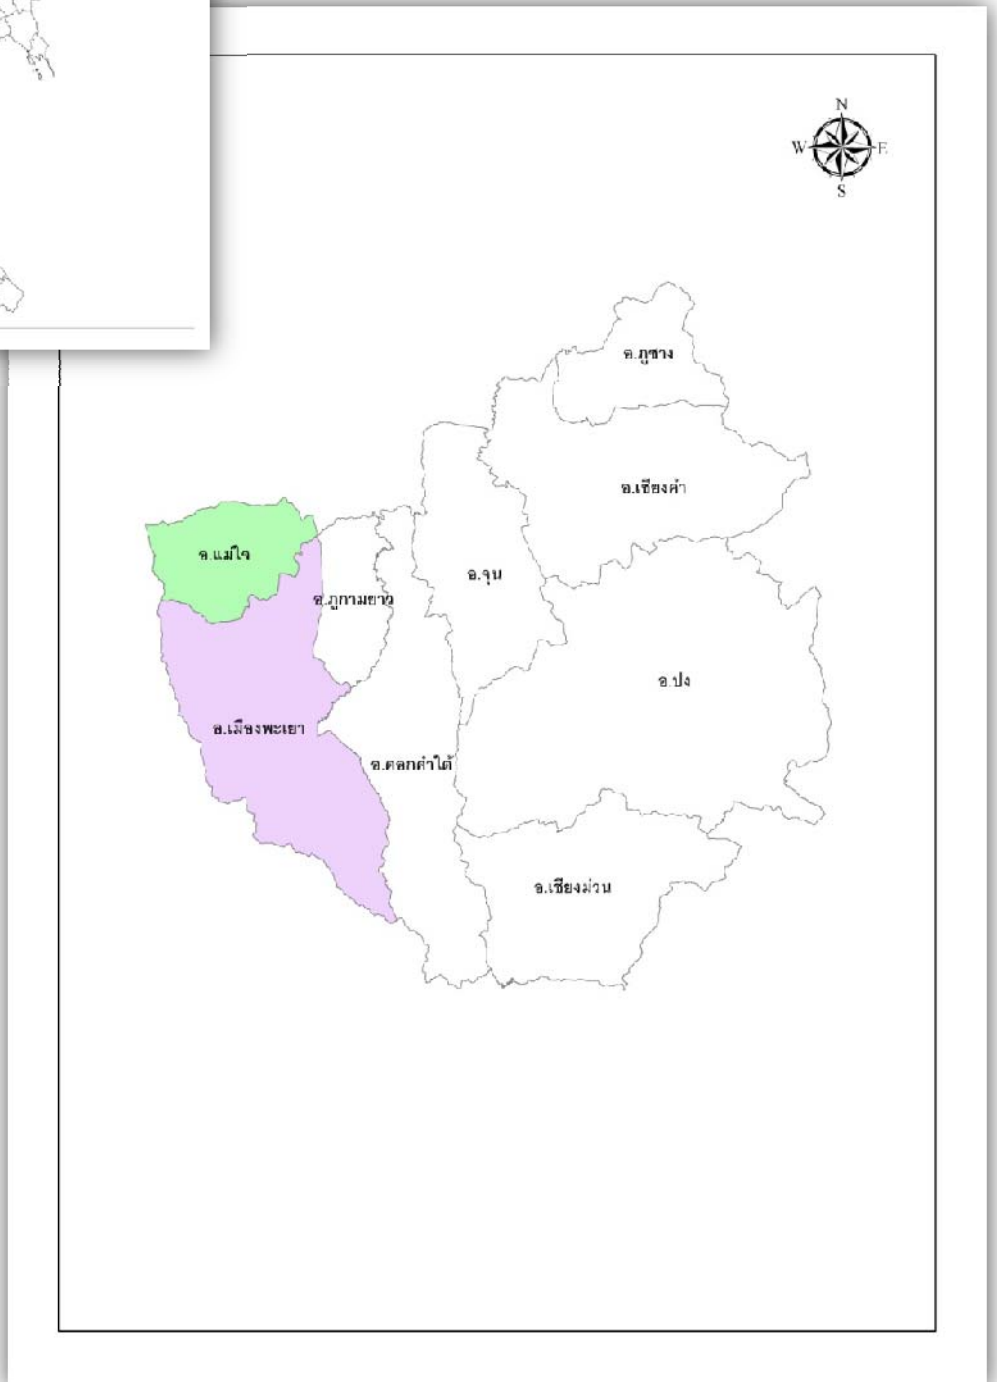 N
W E
S
อ.ภูซาง
อ.เชียงคำ
อ.แม่ใจ
อ.จุน
อ.ภูกามยาว
อ.ปง
อ.เมืองพะเยา
อ.ดอกคำใต้
อ.เชียงม่วน